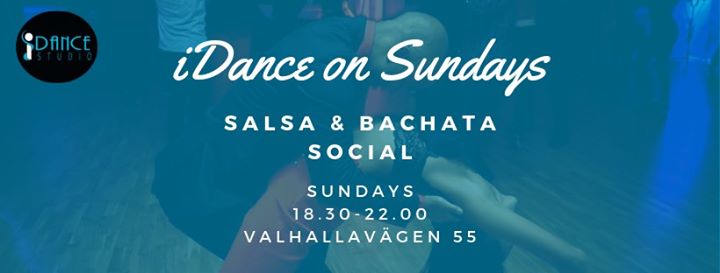 iDANCE
STUDIO
iDance on Sundays
SALSA & BACHATA
SOCIAL
SUNDAYS
18.30-22.00
VALHALLAVÄGEN 55